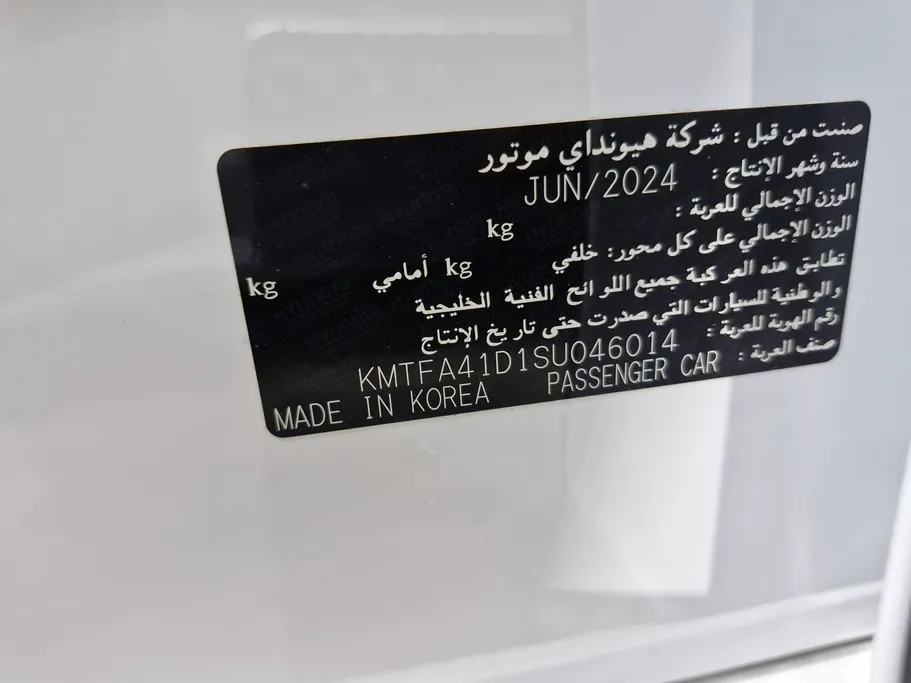 صنعت من قبل : شركة هيونداي موتور
سنة وشهر الإنتاج : JUN/2024
الوزن الإجمالي للعربة : kg
الوزن الإجمالي على كل محور: خلفي kg أمامي kg
تطابق هذه المركبة جميع اللوائح الفنية الخليجية
والوطنية للسيارات التي صدرت حتى تاريخ الإنتاج
رقم الهوية للعربة : KMTFA41D1SU046014
صنف العربة : PASSENGER CAR MADE IN KOREA